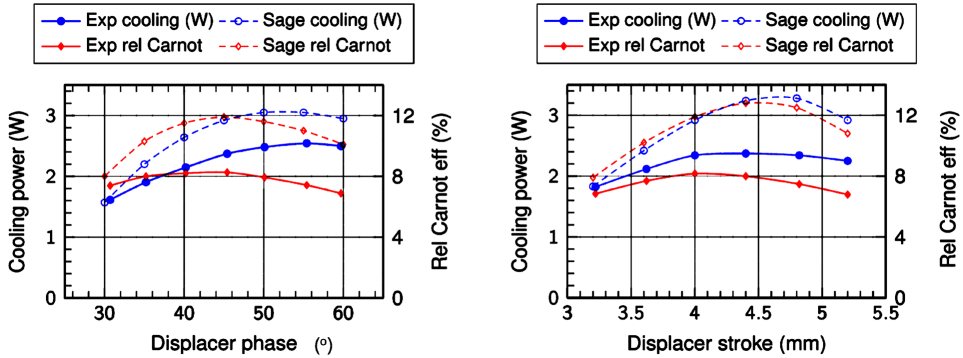 Exp cooling (W) Sage cooling (W)
Exp rel Carnot Sage rel Carnot
Cooling power (W)
3
2
1
0
12
8
4
0
Rel Carnot eff (%)
30 40 50 60
Displacer phase (°)
Exp cooling (W) Sage cooling (W)
Exp rel Carnot Sage rel Carnot
Cooling power (W)
3
2
1
0
12
8
4
0
Rel Carnot eff (%)
3 3.5 4 4.5 5 5.5
Displacer stroke (mm)